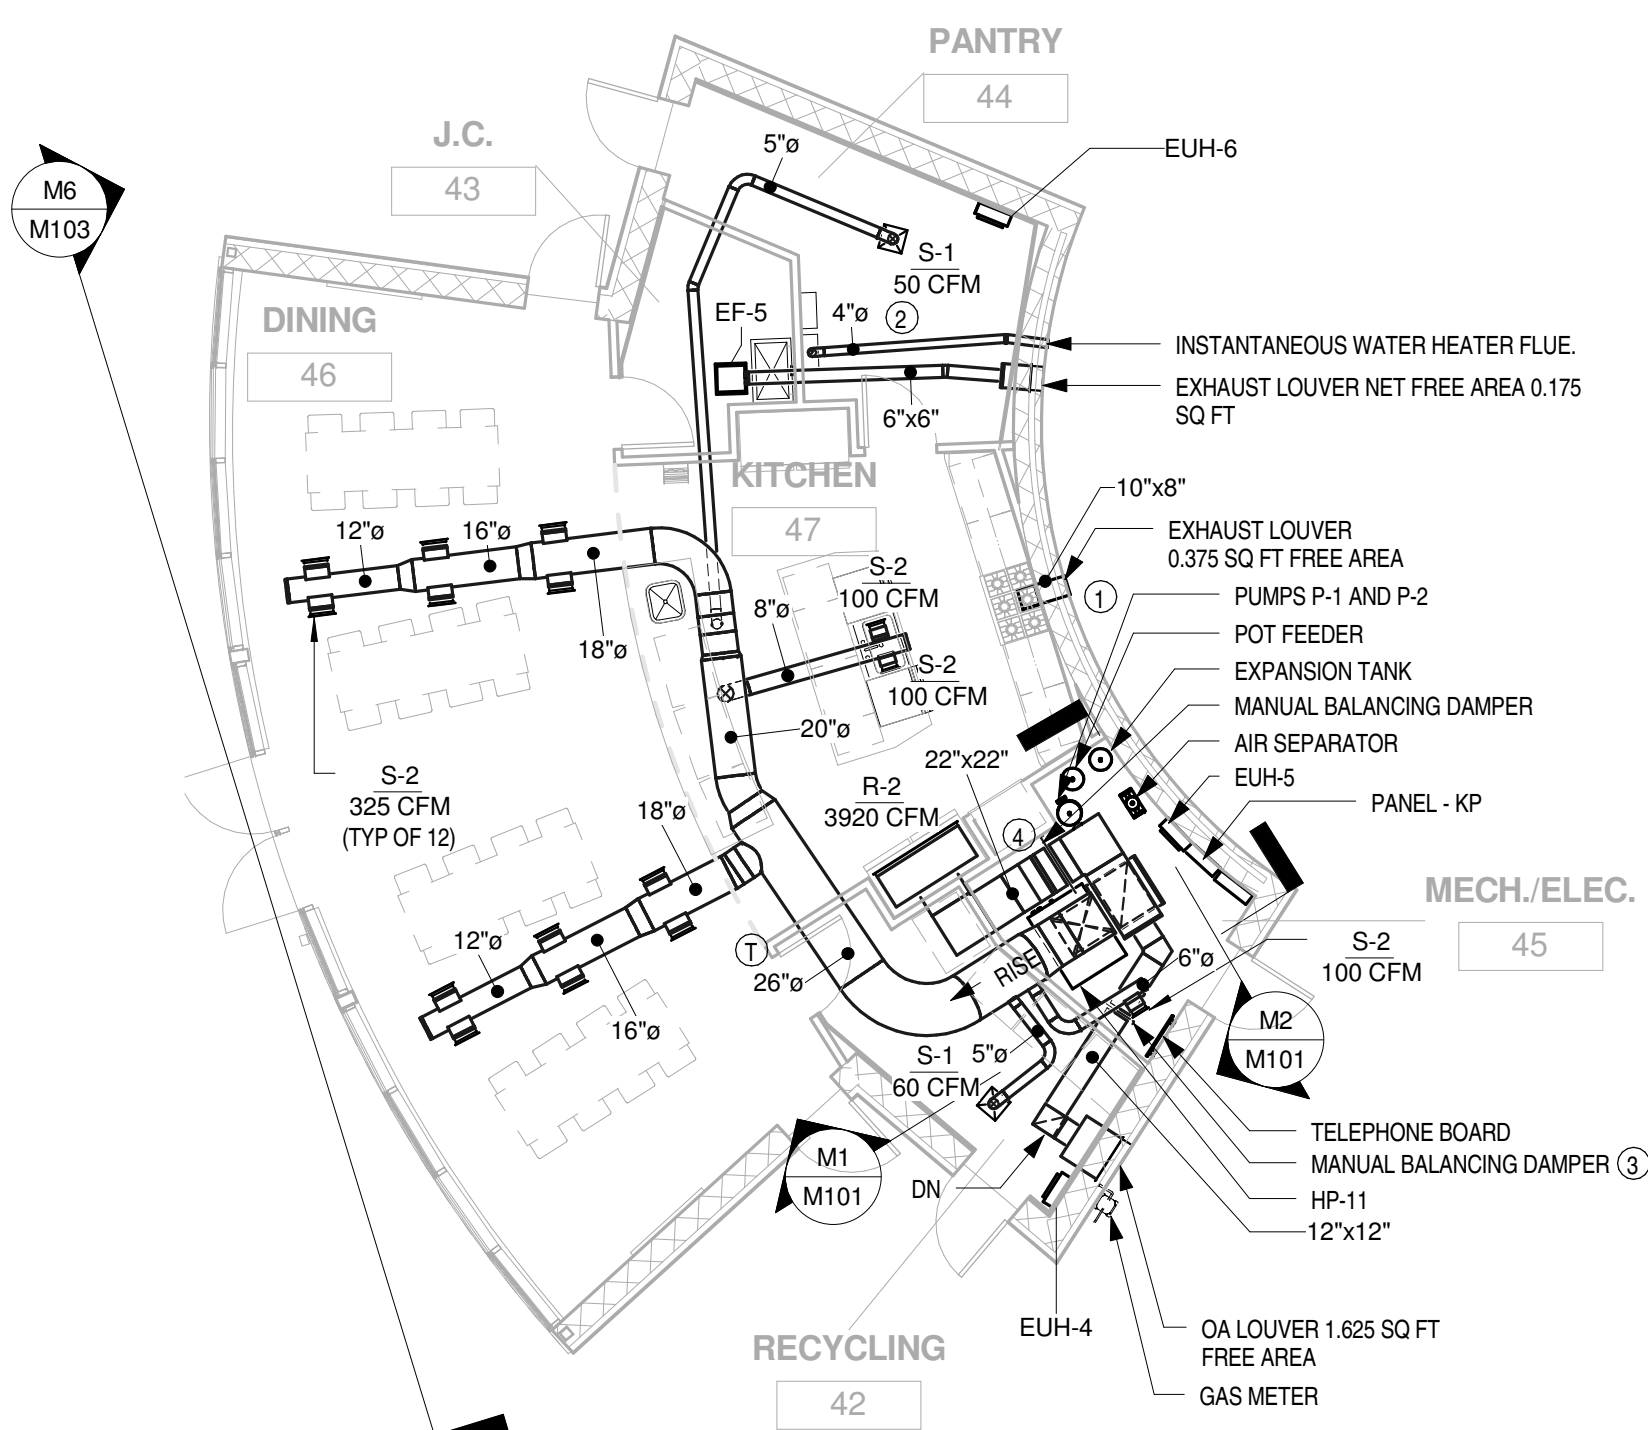 PANTRY
44
J.C.
43
EUH-6
5"ø
M6
M103
S-1
50 CFM
DINING
46
EF-5
4"ø
2
INSTANTANEOUS WATER HEATER FLUE.
EXHAUST LOUVER NET FREE AREA 0.175
SQ FT
6"x6"
KITCHEN
47
10"x8"
EXHAUST LOUVER
0.375 SQ FT FREE AREA
12"ø
16"ø
18"ø
S-2
100 CFM
1
PUMPS P-1 AND P-2
8"ø
POT FEEDER
S-2
100 CFM
EXPANSION TANK
MANUAL BALANCING DAMPER
20"ø
AIR SEPARATOR
22"x22"
EUH-5
S-2
325 CFM
(TYP OF 12)
R-2
3920 CFM
PANEL - KP
18"ø
4
MECH./ELEC.
45
12"ø
T
S-2
100 CFM
RISE
6"ø
26"ø
16"ø
M2
M101
S-1
60 CFM
5"ø
TELEPHONE BOARD
M1
M101
MANUAL BALANCING DAMPER 3
DN
HP-11
12"x12"
EUH-4
OA LOUVER 1.625 SQ FT
FREE AREA
RECYCLING
42
GAS METER